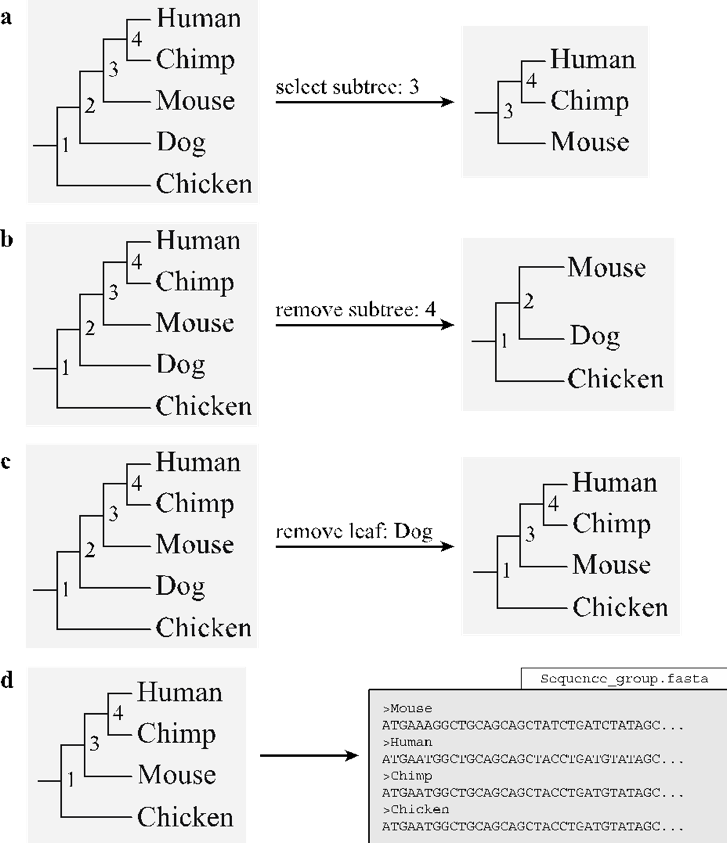 a
Human
4
Chimp
3
Mouse
2
Dog
1
Chicken
select subtree: 3
Human
4
Chimp
3
Mouse
b
Human
4
Chimp
3
Mouse
2
Dog
1
Chicken
remove subtree: 4
Mouse
2
Dog
1
Chicken
c
Human
4
Chimp
3
Mouse
2
Dog
1
Chicken
remove leaf: Dog
Human
4
Chimp
3
Mouse
1
Chicken
d
Human
4
Chimp
3
Mouse
1
Chicken
Sequence_group.fasta
>Mouse
ATGAAAGGCTGCAGCAGCTATCTGATCTATAGC...
>Human
ATGAATGGCTGCAGCAGCTACCTGATGTATAGC...
>Chimp
ATGAATGGCTGCAGCAGCTACCTGATGTATAGC...
>Chicken
ATGAATGGCTGCAGCAGCTACCTGATGTATAGC...